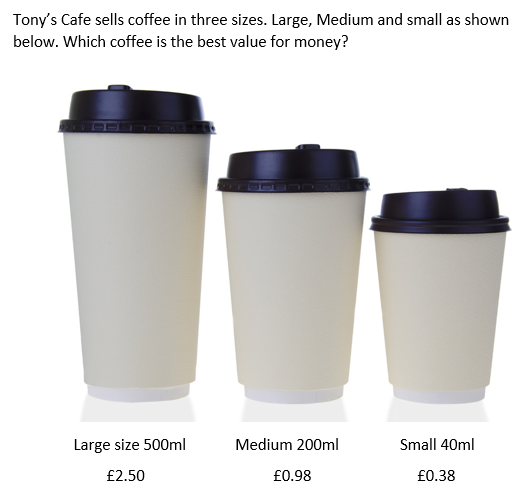 Tony’s Cafe sells coffee in three sizes. Large, Medium and small as shown
below. Which coffee is the best value for money?
Large size 500ml
Medium 200ml
Small 40ml
£2.50
£0.98
£0.38